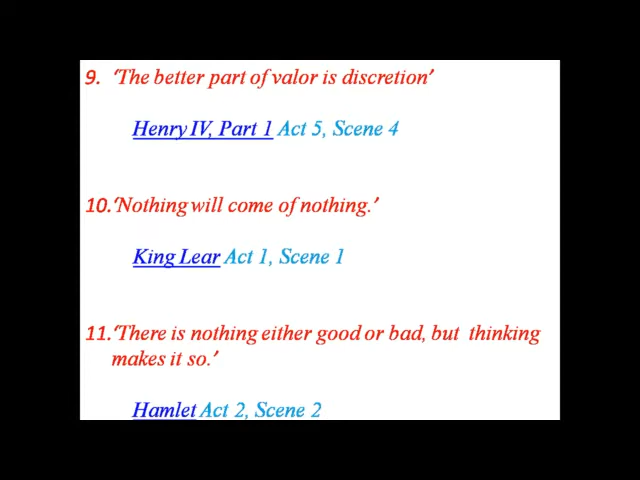 9. ‘The better part of valor is discretion’
Henry IV, Part 1 Act 5, Scene 4
10.‘Nothing will come of nothing.’
King Lear Act 1, Scene 1
11.‘There is nothing either good or bad, but thinking
makes it so.’
Hamlet Act 2, Scene 2